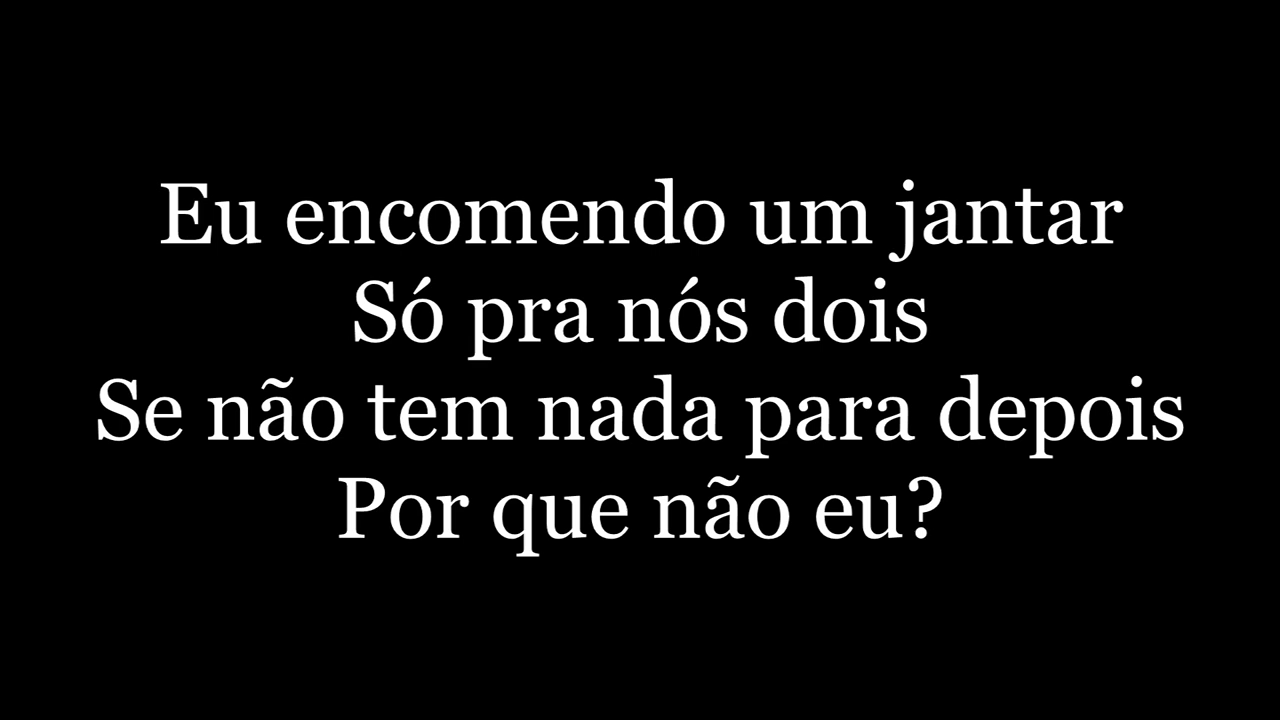 Eu encomendo um jantar
Só pra nós dois
Se não tem nada para depois
Por que não eu?